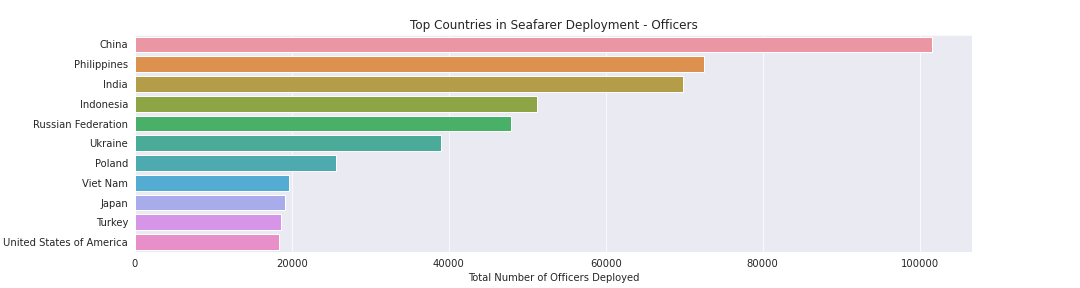 Top Countries in Seafarer Deployment - Officers
China
Philippines
India
Indonesia
Russian Federation
Ukraine
Poland
Viet Nam
Japan
Turkey
United States of America
0 20000 40000 60000 80000 100000
Total Number of Officers Deployed